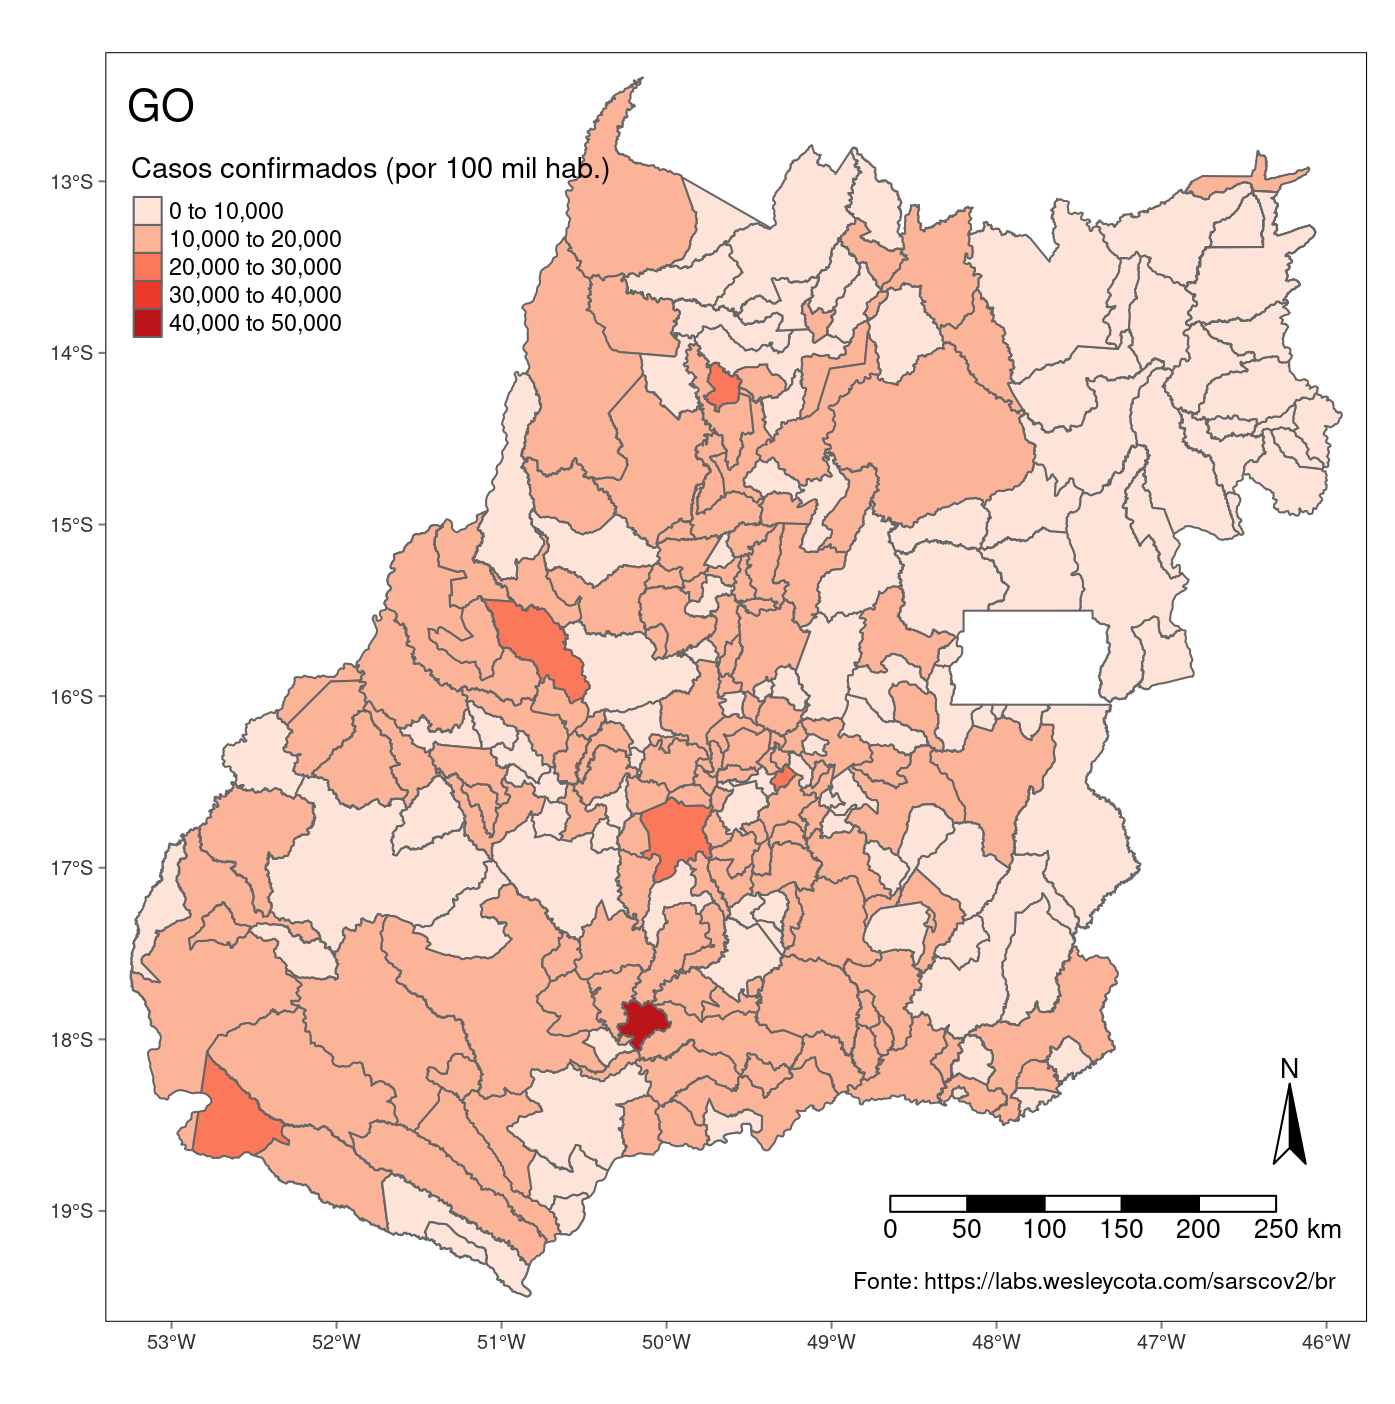 GO
Casos confirmados (por 100 mil hab.)
0 to 10,000
10,000 to 20,000
20,000 to 30,000
30,000 to 40,000
40,000 to 50,000
13°S
14°S
15°S
16°S
17°S
18°S
19°S
N
0 50 100 150 200 250 km
Fonte: https://labs.wesleycota.com/sarscov2/br
53°W 52°W 51°W 50°W 49°W 48°W 47°W 46°W